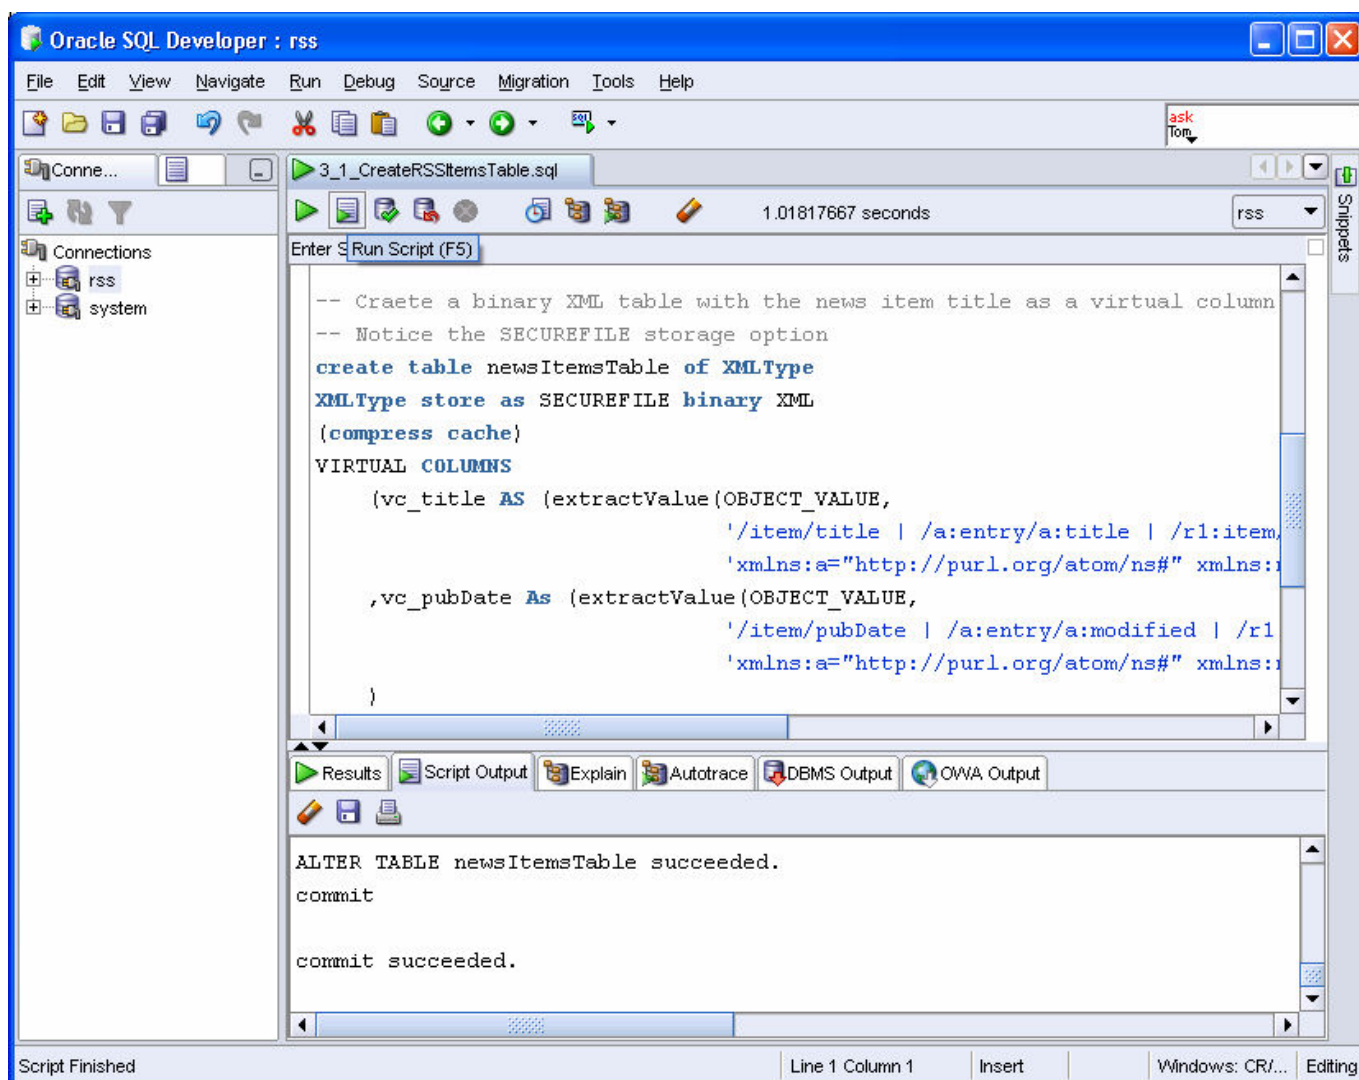 Oracle SQL Developer : rss
File Edit View Navigate Run Debug Source Migration Tools Help
ask
Tom
Conne...
3_1_CreateRSSItemsTable.sql
1.01817667 seconds
rss
Snippets
Connections
rss
system
Enter S
Run Script (F5)
-- Craete a binary XML table with the news item title as a virtual column
-- Notice the SECUREFILE storage option
create table newsItemsTable of XMLType
XMLType store as SECUREFILE binary XML
(compress cache)
VIRTUAL COLUMNS
(vc_title AS (extractValue(OBJECT_VALUE,
'/item/title | /a:entry/a:title | /r1:item,
'xmlns:a="http://purl.org/atom/ns#" xmlns:
,vc_pubDate As (extractValue(OBJECT_VALUE,
'/item/pubDate | /a:entry/a:modified | /r1
'xmlns:a="http://purl.org/atom/ns#" xmlns:
)
Results Script Output Explain Autotrace DBMS Output OWA Output
ALTER TABLE newsItemsTable succeeded.
commit
commit succeeded.
Script Finished Line 1 Column 1 Insert Windows: CR/... Editing